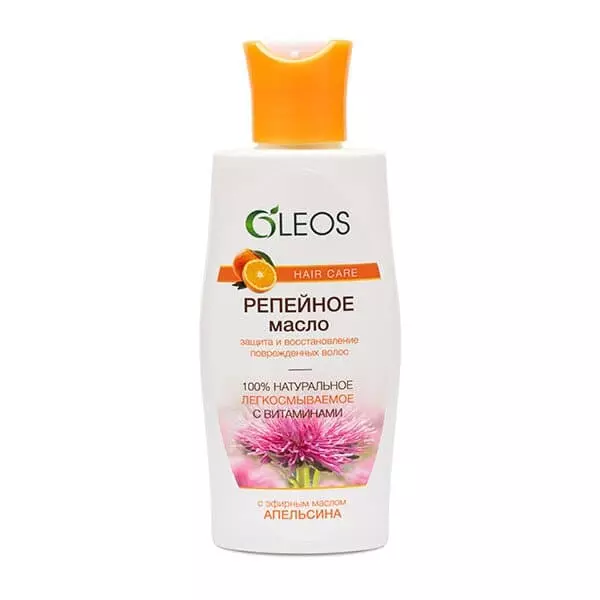 OLEOS
HAIR CARE
РЕПЕЙНОЕ
масло
защита и восстановление
поврежденных волос
100% НАТУРАЛЬНОЕ
ЛЕГКОСМЫВАЕМОЕ
С ВИТАМИНАМИ
с эфирным маслом
АПЕЛЬСИНА